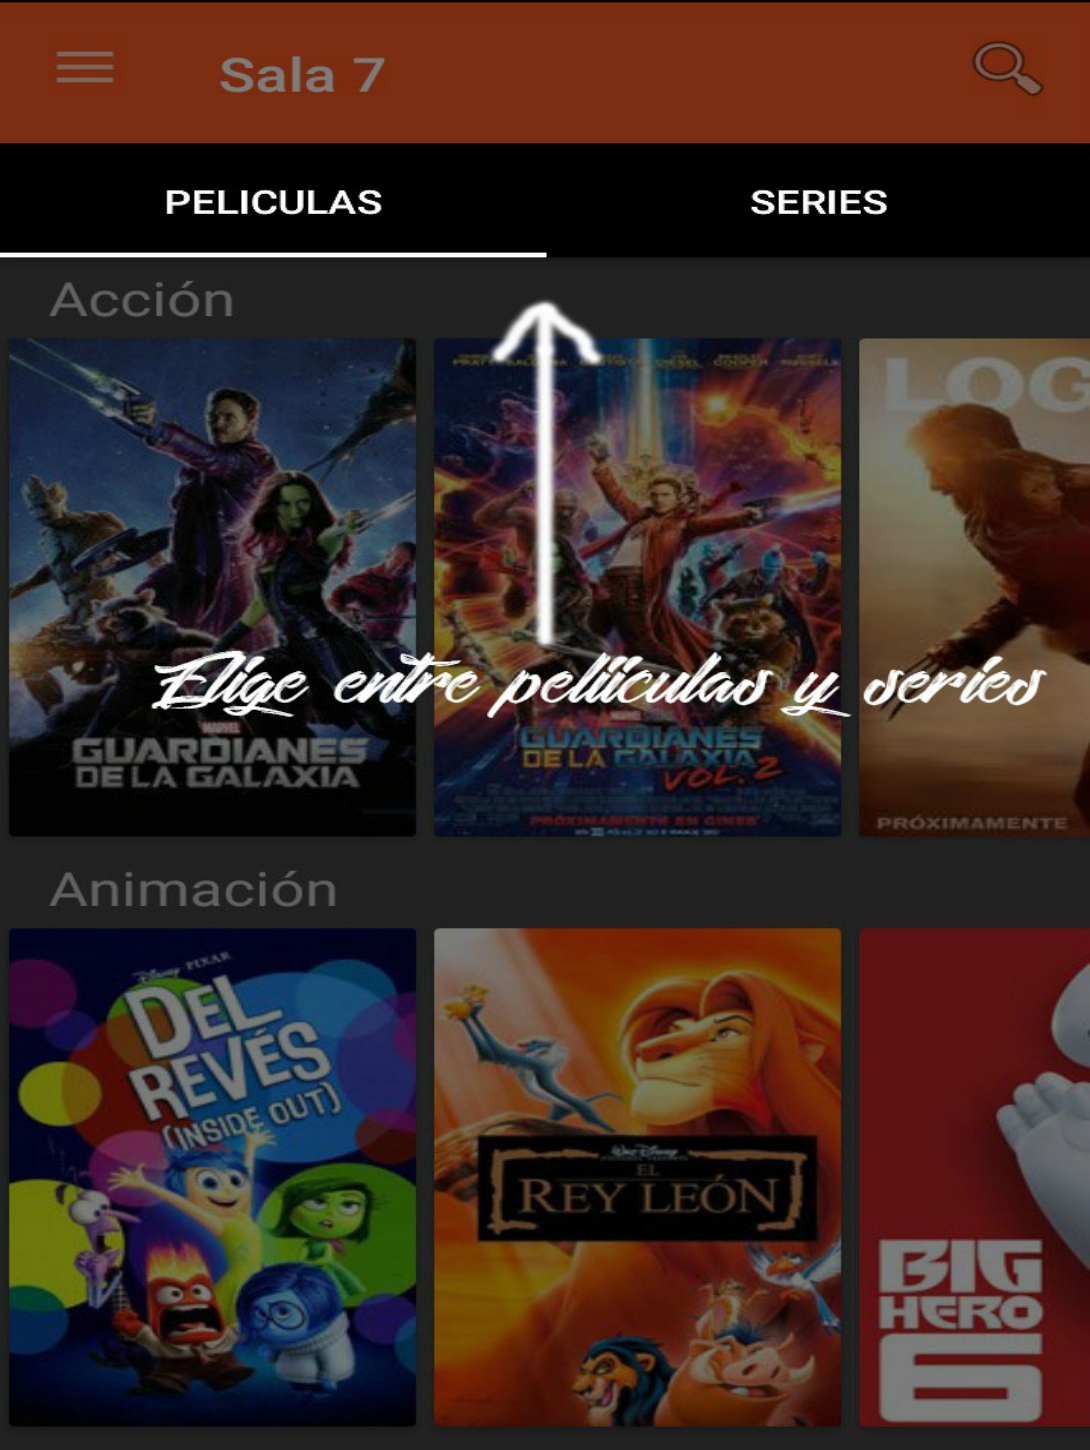 Sala 7
PELICULAS
SERIES
Acción
LOG
Elige entre peliículas y series
MARVEL
GUARDIANES
DE LA GALAXIA
GUARDIANES
DE LA GALAXIA
VOL. 2
PRÓXIMAMENTE EN CINES
PRÓXIMAMENTE
Animación
Disney PIXAR
DEL
REVÉS
(INSIDE OUT)
Walt Disney
EL
REY LEÓN
BIG
HERO
6